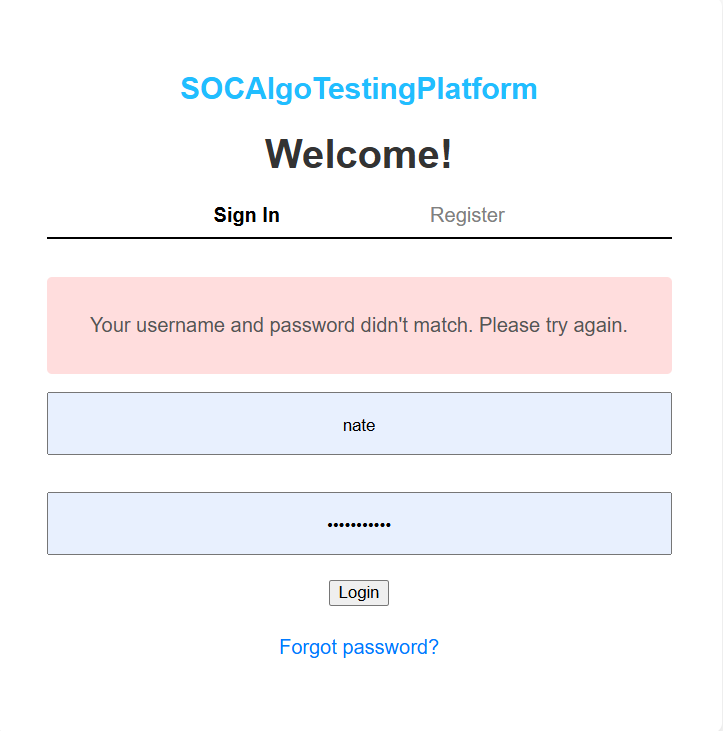 SOCAlgoTestingPlatform
Welcome!
Sign In Register
Your username and password didn't match. Please try again.
nate
•••••••••••
Login
Forgot password?